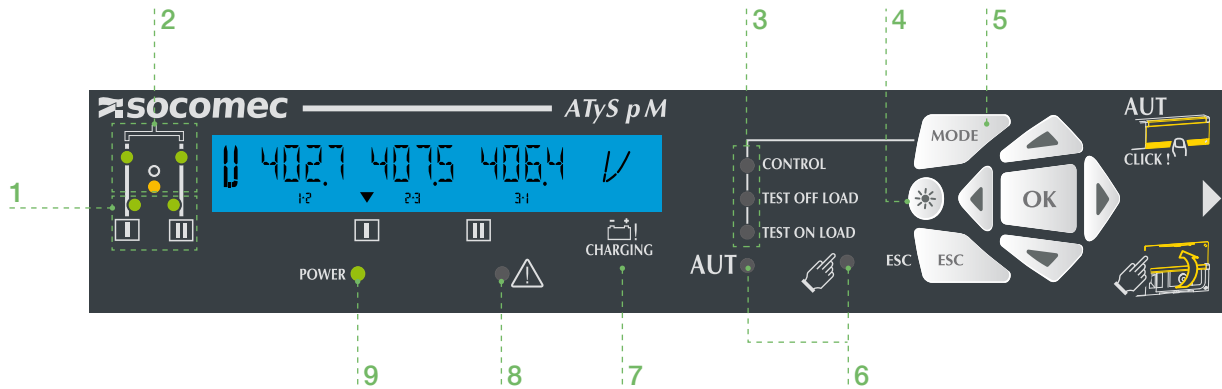 2
3
4
5
socomec ATyS p M
AUT
MODE
U 402.7 407.5 406.4 V
CONTROL
CLICK !
1-2 2-3 3-1
1
TEST OFF LOAD
OK
I II
I II
TEST ON LOAD
CHARGING
AUT
ESC ESC
POWER
9
8
7
6